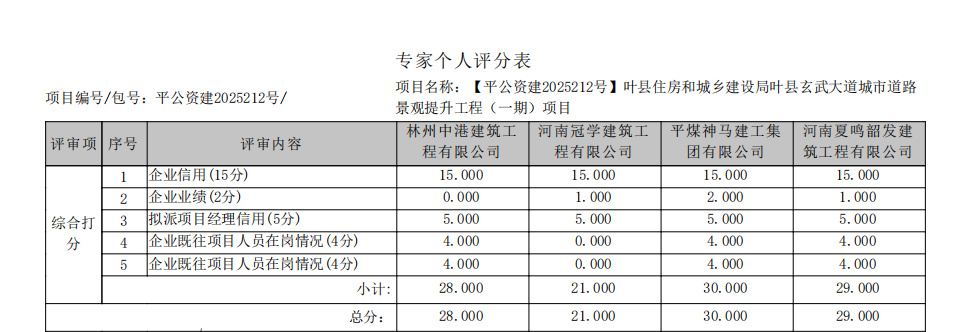 专家个人评分表
项目编号/包号：平公资建2025212号/
项目名称：【平公资建2025212号】叶县住房和城乡建设局叶县玄武大道城市道路
景观提升工程（一期）项目
评审项 序号 评审内容 林州中港建筑工程有限公司 河南冠学建筑工程有限公司 平煤神马建工集团有限公司 河南夏鸣韶发建筑工程有限公司
综合打分
1 企业信用(15分) 15.000 15.000 15.000 15.000
2 企业业绩(2分) 0.000 1.000 2.000 1.000
3 拟派项目经理信用(5分) 5.000 5.000 5.000 5.000
4 企业既往项目人员在岗情况(4分) 4.000 0.000 4.000 4.000
5 企业既往项目人员在岗情况(4分) 4.000 0.000 4.000 4.000
小计: 28.000 21.000 30.000 29.000
总分: 28.000 21.000 30.000 29.000